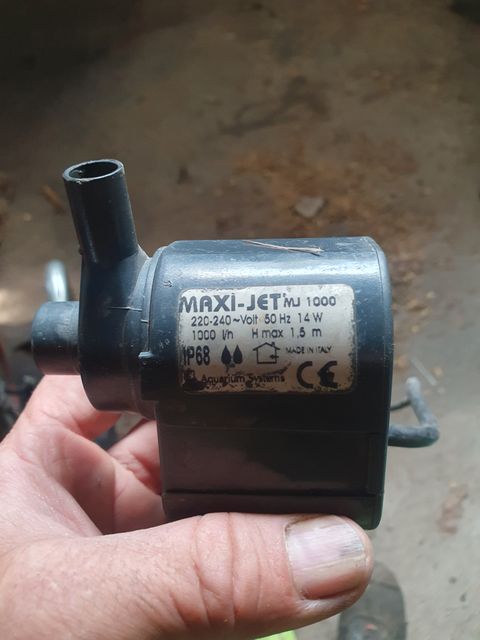 MAXI-JET MJ 1000
220-240~Volt 50 Hz 14 W
1000 l/h H max 1,5 m
IP68 MADE IN ITALY
Aquarium Systems CE